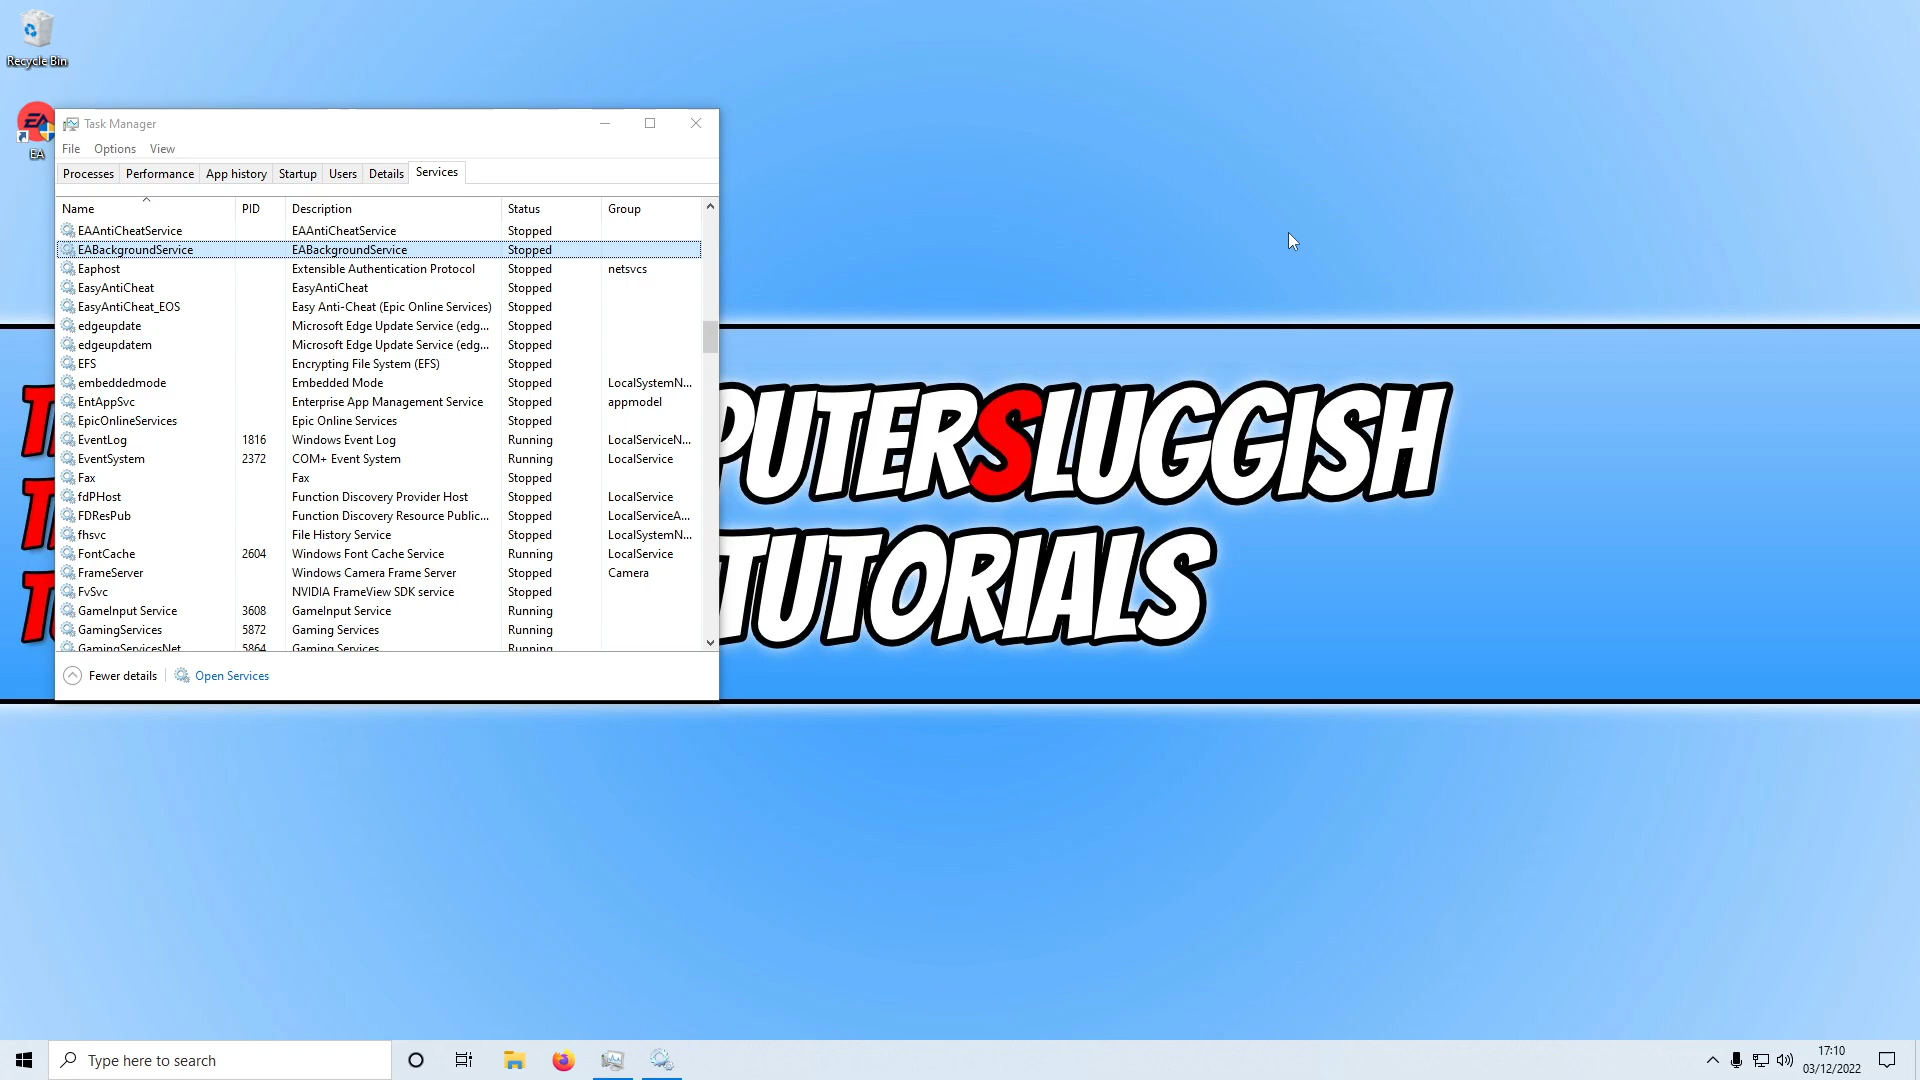 Recycle Bin
EA
Task Manager
File Options View
Processes Performance App history Startup Users Details Services
Name PID Description Status Group
EAAntiCheatService EAAntiCheatService Stopped
EABackgroundService EABackgroundService Stopped
Eaphost Extensible Authentication Protocol Stopped netsvcs
EasyAntiCheat EasyAntiCheat Stopped
EasyAntiCheat_EOS Easy Anti-Cheat (Epic Online Services) Stopped
edgeupdate Microsoft Edge Update Service (edg... Stopped
edgeupdatem Microsoft Edge Update Service (edg... Stopped
EFS Encrypting File System (EFS) Stopped
embeddedmode Embedded Mode Stopped LocalSystemN...
EntAppSvc Enterprise App Management Service Stopped appmodel
EpicOnlineServices Epic Online Services Stopped
EventLog 1816 Windows Event Log Running LocalServiceN...
EventSystem 2372 COM+ Event System Running LocalService
Fax Fax Stopped
fdPHost Function Discovery Provider Host Stopped LocalService
FDResPub Function Discovery Resource Public... Stopped LocalServiceA...
fhsvc File History Service Stopped LocalSystemN...
FontCache 2604 Windows Font Cache Service Running LocalService
FrameServer Windows Camera Frame Server Stopped Camera
FvSvc NVIDIA FrameView SDK service Stopped
GameInput Service 3608 GameInput Service Running
GamingServices 5872 Gaming Services Running
GamingServicesNet 5864 Gaming Services Running
Fewer details Open Services
PUTERSLUGGISH
TUTORIALS
Type here to search
17:10
03/12/2022